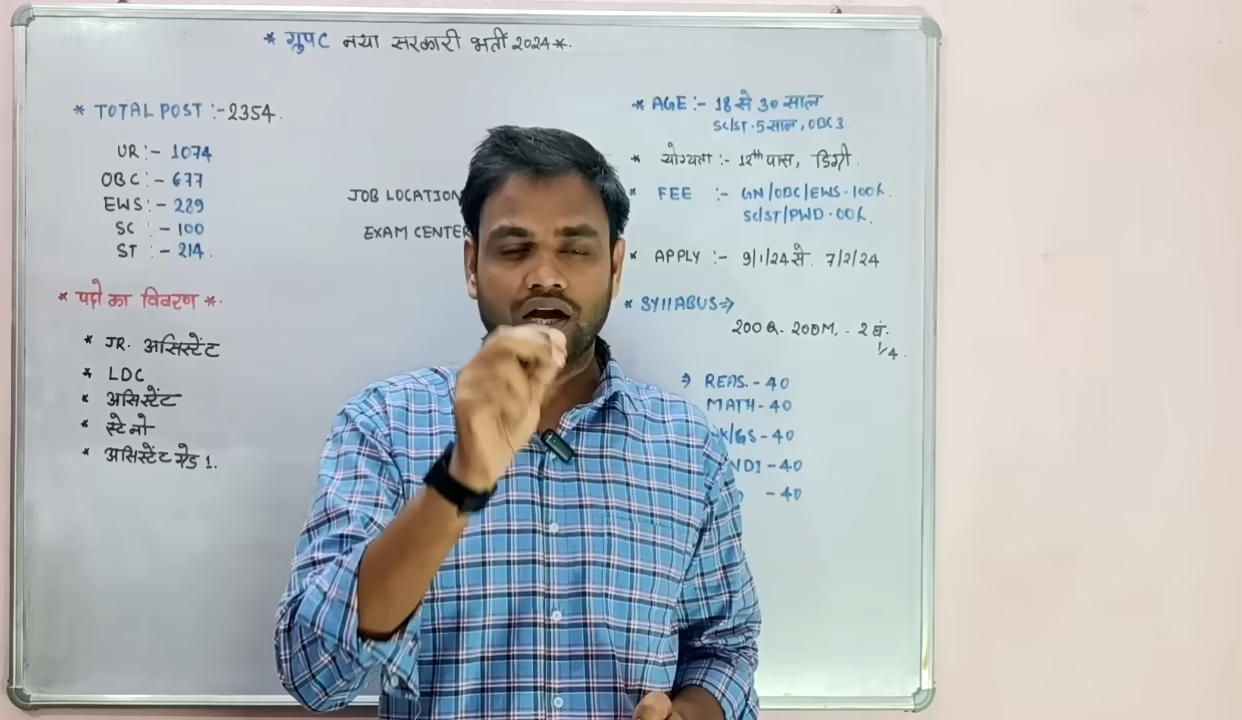 * ग्रुपC नया सरकारी भर्ती 2024*.
* TOTAL POST :- 2354.
UR :- 1074
OBC :- 677
EWS :- 289
SC :- 100
ST :- 214.
* पदो का विवरण *.
* JR. असिस्टेंट
* LDC
* असिस्टेंट
* स्टेनो
* असिस्टेंट ग्रेड 1.
JOB LOCATION
EXAM CENTER
* AGE :- 18 से 30 साल
SC/ST. 5 साल, OBC 3.
* योग्यता :- 12th पास, डिग्री.
* FEE :- GN/OBC/EWS - 100/-.
SC/ST/PWD. 00/-.
* APPLY :- 9/1/24 से. 7/2/24
* SYllABUS ⇒
200 Q. 200M. - 2 घं.
1/4.
⇒ REAS. - 40
MATH - 40
K/GS - 40
NDI - 40
- 40